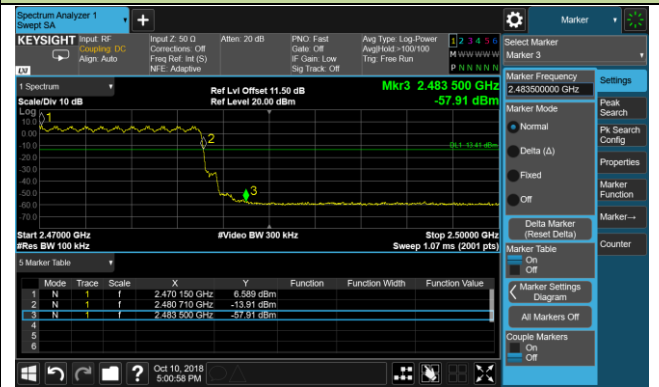 Spectrum Analyzer 1
Swept SA
Marker
KEYSIGHT
Input: RF
Coupling: DC
Align: Auto
Input Z: 50 Ω
Corrections: Off
Freq Ref: Int (S)
NFE: Adaptive
Atten: 20 dB
PNO: Fast
Gate: Off
IF Gain: Low
Sig Track: Off
Avg Type: Log-Power
Avg|Hold:>100/100
Trig: Free Run
1 2 3 4 5 6
M W W W W W
P N N N N N
LXI
Select Marker
Marker 3
1 Spectrum
Scale/Div 10 dB
Log
Ref Lvl Offset 11.50 dB
Ref Level 20.00 dBm
Mkr3 2.483 500 GHz
-57.91 dBm
10.0
0.00
-10.0
-20.0
-30.0
-40.0
-50.0
-60.0
-70.0
1
2
3
DL1 -13.41 dBm
Start 2.47000 GHz
#Res BW 100 kHz
#Video BW 300 kHz
Stop 2.50000 GHz
Sweep 1.07 ms (2001 pts)
5 Marker Table
Mode Trace Scale X Y Function Function Width Function Value
1 N 1 f 2.470 150 GHz 6.589 dBm
2 N 1 f 2.480 710 GHz -13.91 dBm
3 N 1 f 2.483 500 GHz -57.91 dBm
4
5
6
Marker Frequency
2.483500000 GHz
Marker Mode
Normal
Delta (Δ)
Fixed
Off
Delta Marker
(Reset Delta)
Marker Table
On
Off
Marker Settings
Diagram
All Markers Off
Couple Markers
On
Off
Settings
Peak
Search
Pk Search
Config
Properties
Marker
Function
Marker→
Counter
Oct 10, 2018
5:00:58 PM